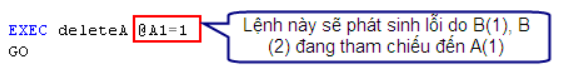 EXEC deleteA @A1=1
GO
Lệnh này sẽ phát sinh lỗi do B(1), B
(2) đang tham chiếu đến A(1)